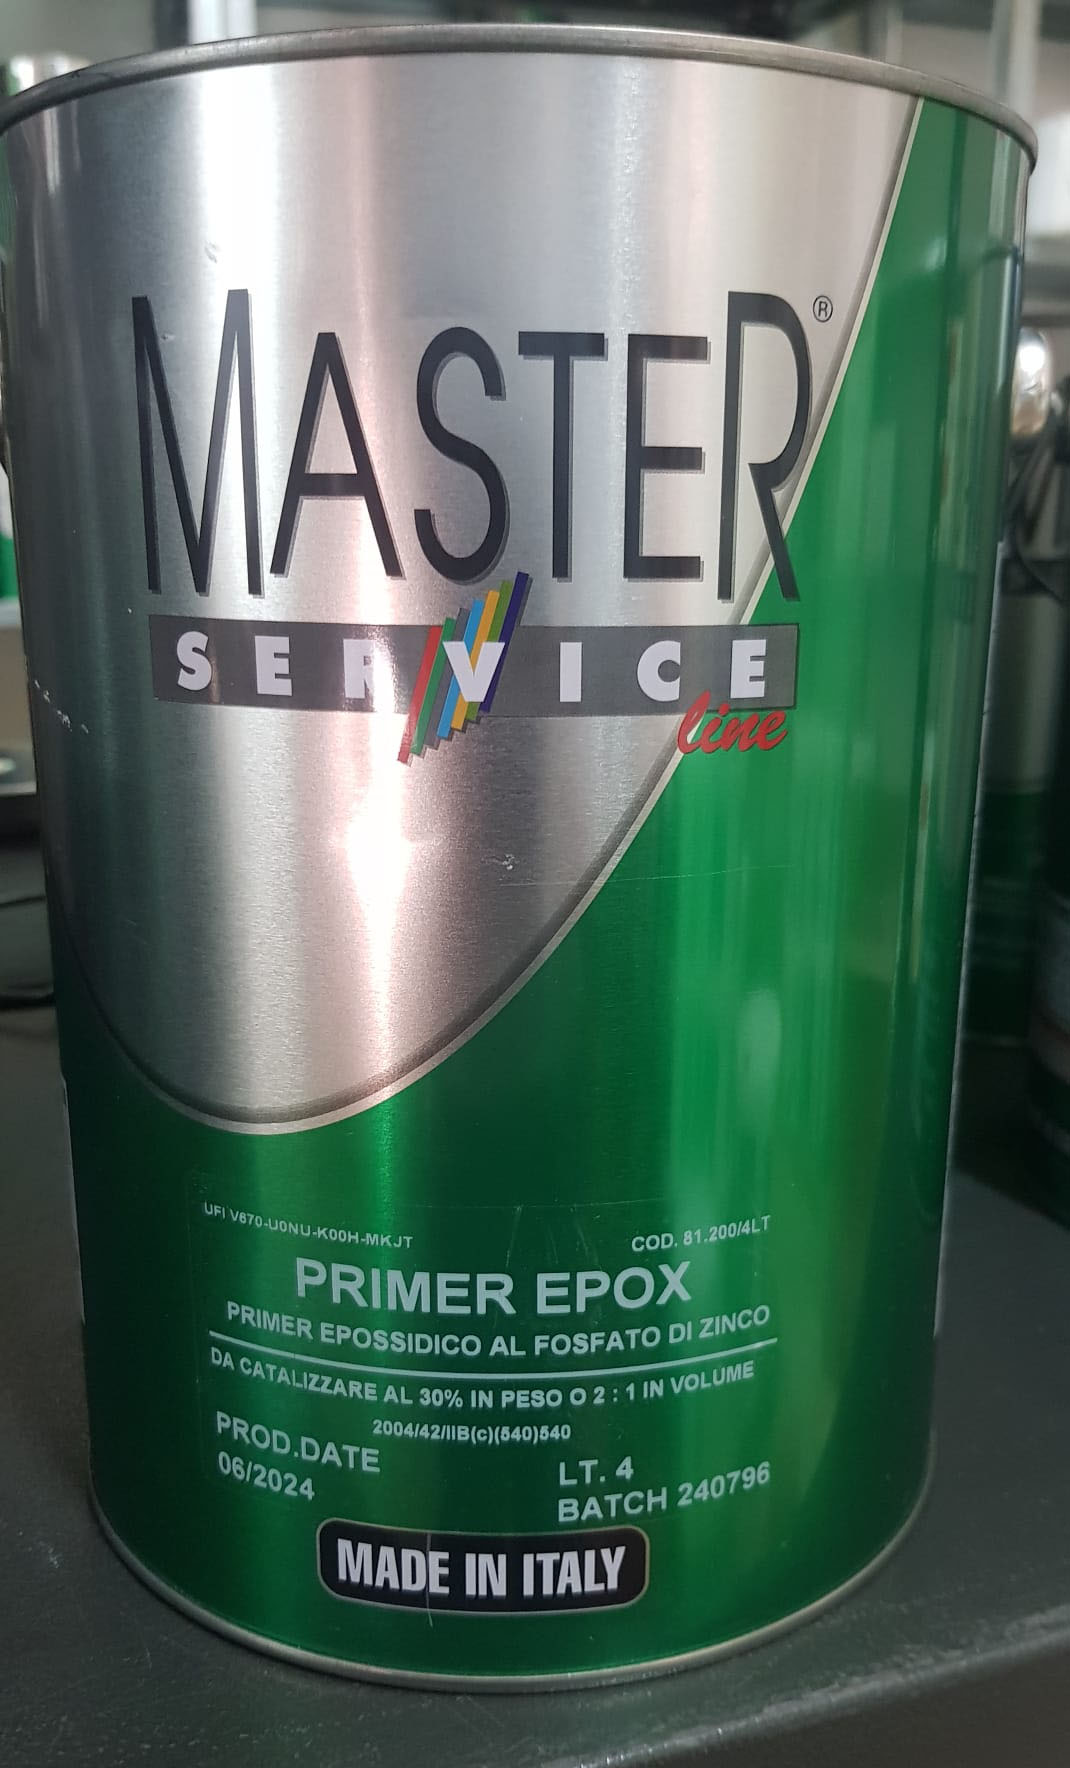 MASTER®
SERVICE
line
UFI V670-U0NU-K00H-MKJT
COD. 81.200/4LT
PRIMER EPOX
PRIMER EPOSSIDICO AL FOSFATO DI ZINCO
DA CATALIZZARE AL 30% IN PESO O 2 : 1 IN VOLUME
2004/42/IIB(c)(540)540
PROD.DATE
06/2024
LT. 4
BATCH 240796
MADE IN ITALY